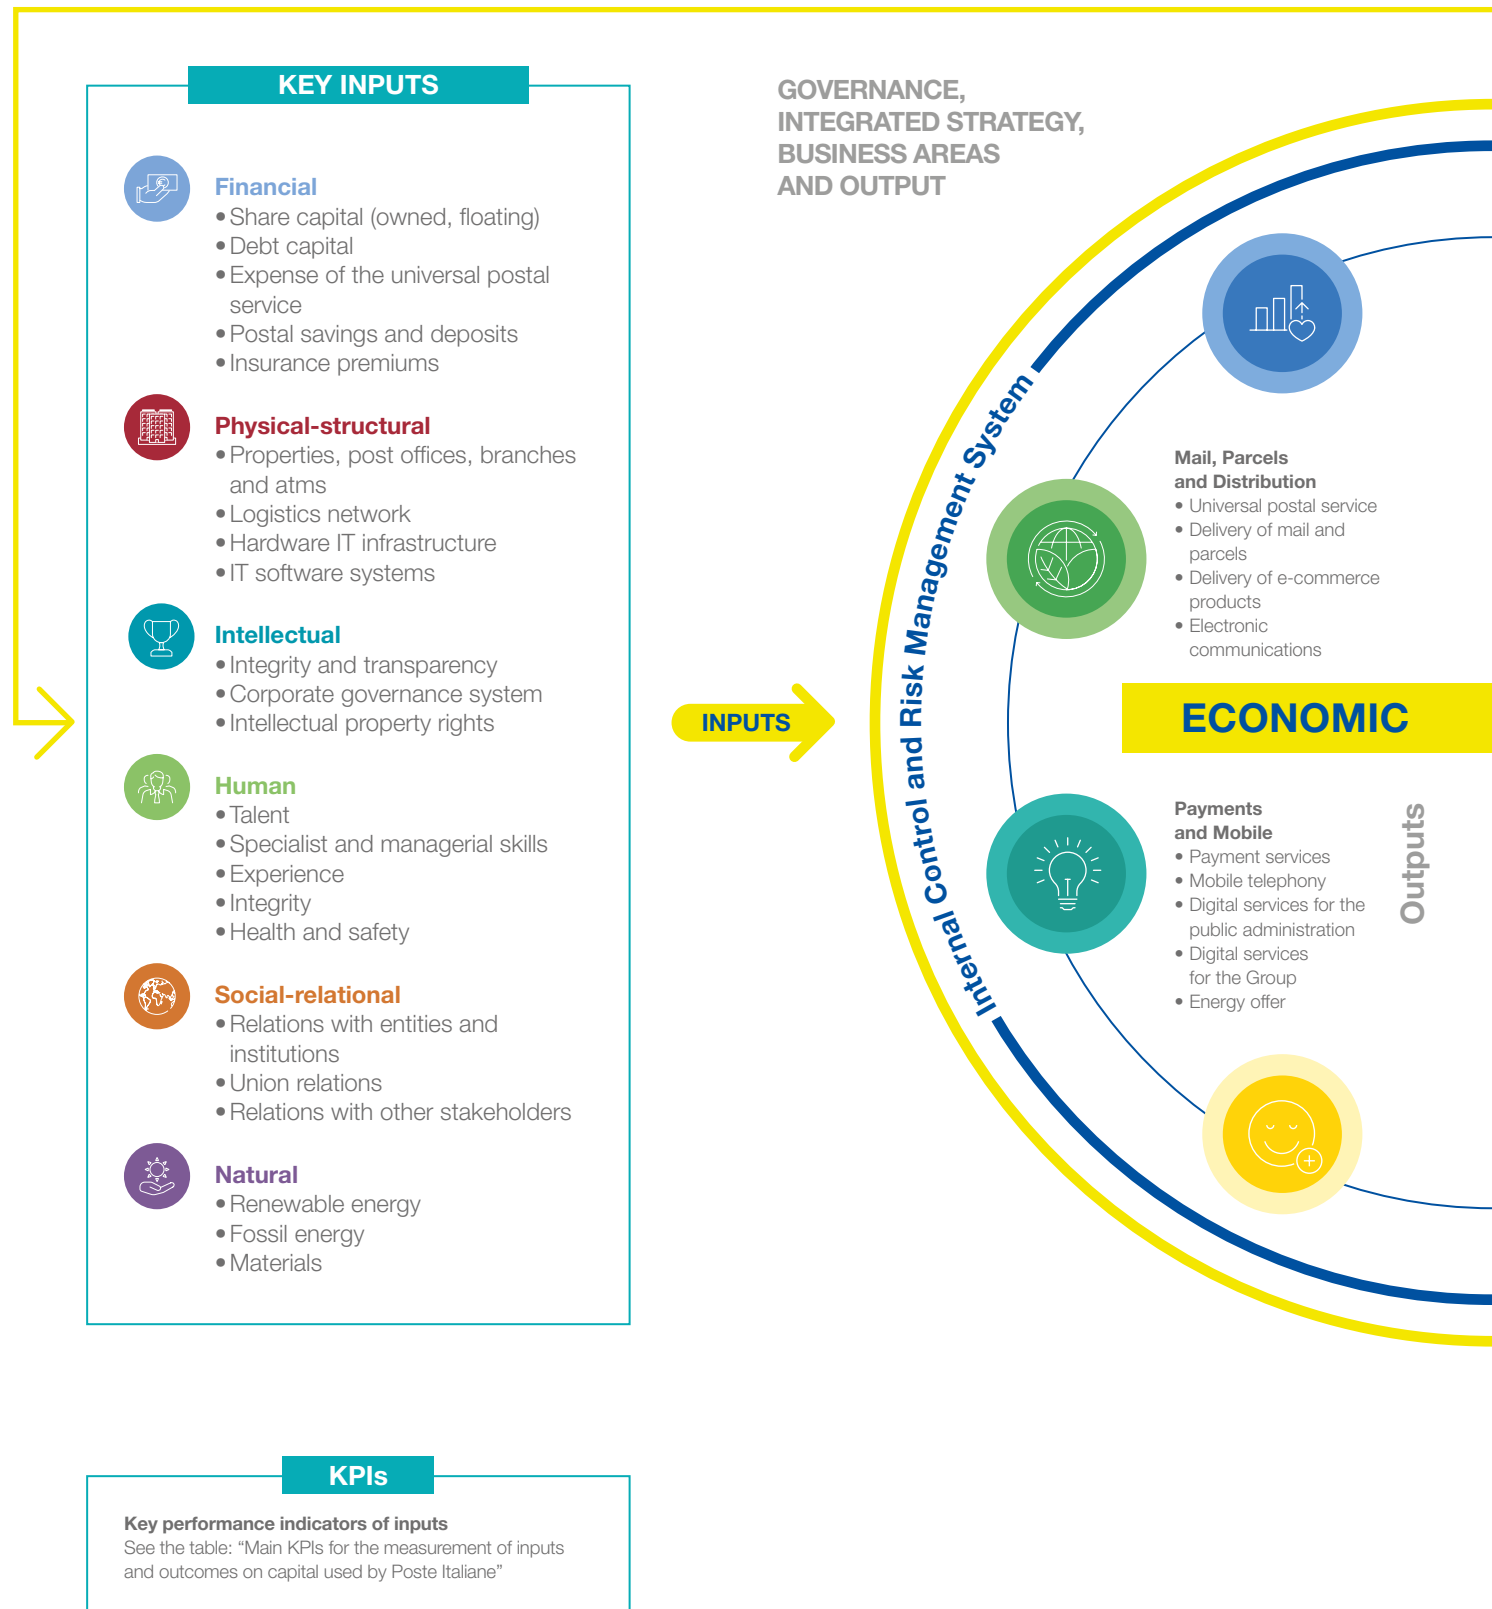 KEY INPUTS
Financial
• Share capital (owned, floating)
• Debt capital
• Expense of the universal postal
service
• Postal savings and deposits
• Insurance premiums
Physical-structural
• Properties, post offices, branches
and atms
• Logistics network
• Hardware IT infrastructure
• IT software systems
Intellectual
• Integrity and transparency
• Corporate governance system
• Intellectual property rights
Human
• Talent
• Specialist and managerial skills
• Experience
• Integrity
• Health and safety
Social-relational
• Relations with entities and
institutions
• Union relations
• Relations with other stakeholders
Natural
• Renewable energy
• Fossil energy
• Materials
INPUTS
GOVERNANCE,
INTEGRATED STRATEGY,
BUSINESS AREAS
AND OUTPUT
Internal Control and Risk Management System
Mail, Parcels
and Distribution
• Universal postal service
• Delivery of mail and
parcels
• Delivery of e-commerce
products
• Electronic
communications
ECONOMIC
Payments
and Mobile
• Payment services
• Mobile telephony
• Digital services for the
public administration
• Digital services
for the Group
• Energy offer
Outputs
KPIs
Key performance indicators of inputs
See the table: “Main KPIs for the measurement of inputs
and outcomes on capital used by Poste Italiane”